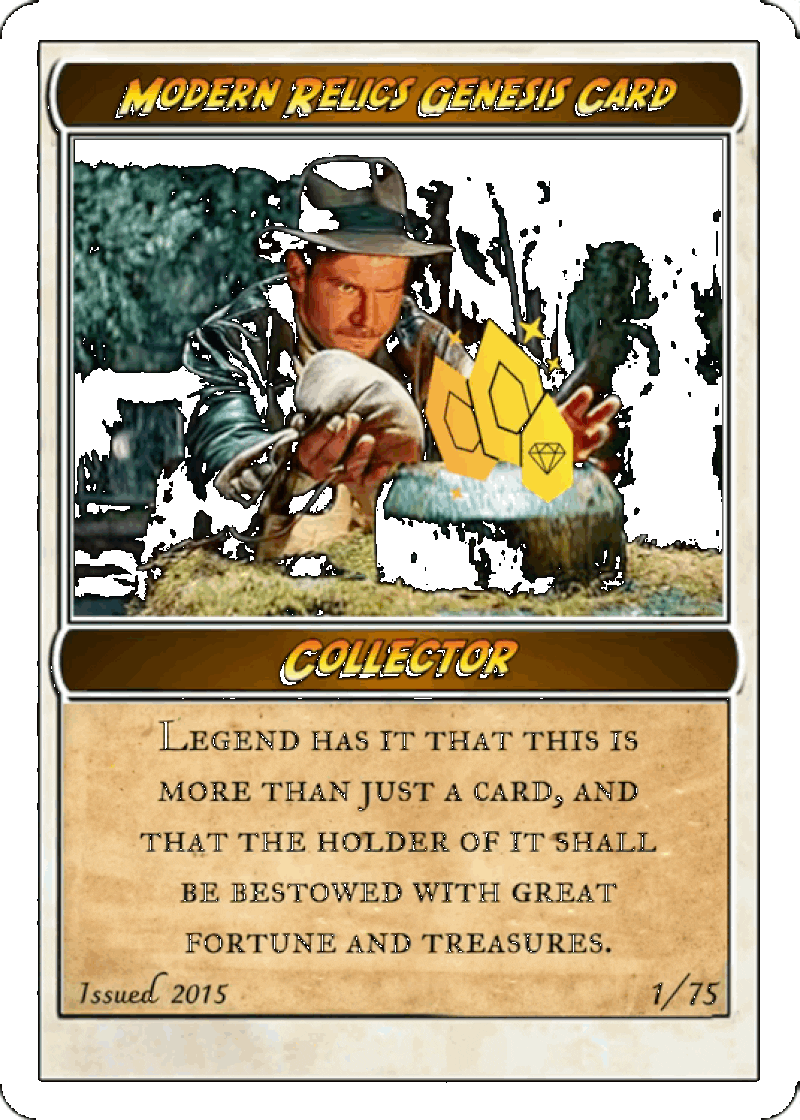 Modern Relics Genesis Card
Collector
Legend has it that this is
more than just a card, and
that the holder of it shall
be bestowed with great
fortune and treasures.
Issued 2015
1/75